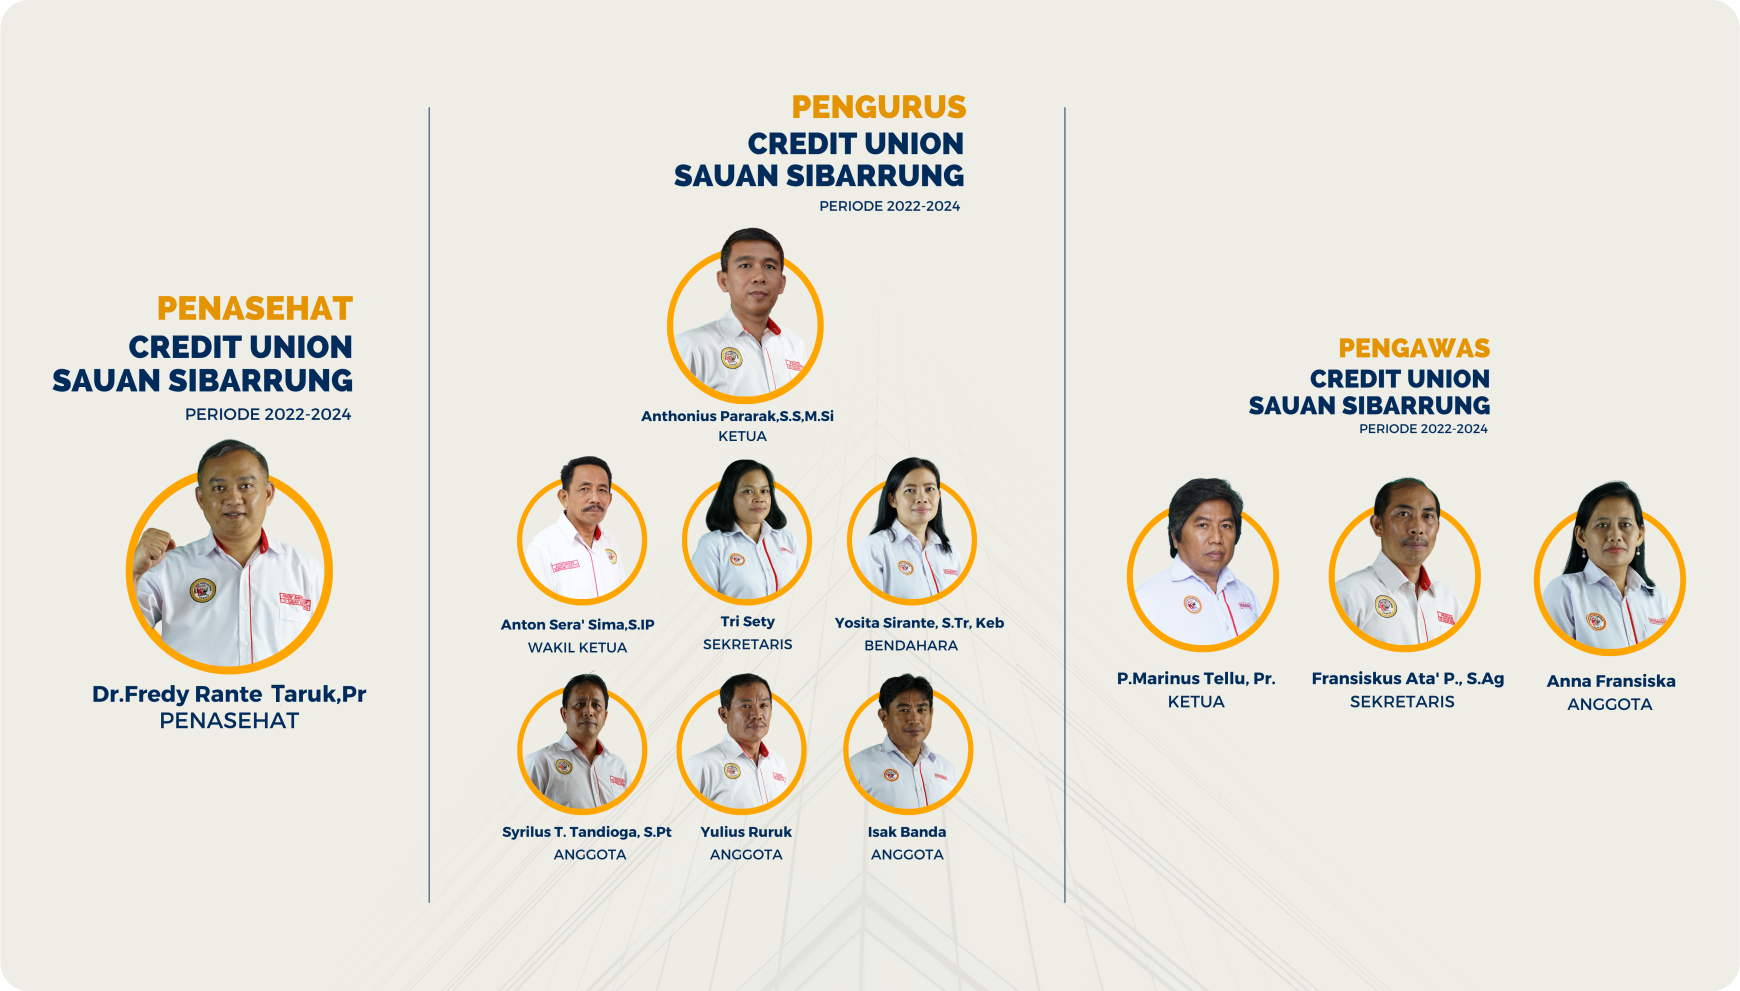 PENASEHAT
CREDIT UNION
SAUAN SIBARRUNG
PERIODE 2022-2024
Dr.Fredy Rante Taruk,Pr
PENASEHAT
PENGURUS
CREDIT UNION
SAUAN SIBARRUNG
PERIODE 2022-2024
Anthonius Pararak,S.S,M.Si
KETUA
Anton Sera' Sima,S.IP
WAKIL KETUA
Tri Sety
SEKRETARIS
Yosita Sirante, S.Tr, Keb
BENDAHARA
Syrilus T. Tandioga, S.Pt
ANGGOTA
Yulius Ruruk
ANGGOTA
Isak Banda
ANGGOTA
PENGAWAS
CREDIT UNION
SAUAN SIBARRUNG
PERIODE 2022-2024
P.Marinus Tellu, Pr.
KETUA
Fransiskus Ata' P., S.Ag
SEKRETARIS
Anna Fransiska
ANGGOTA